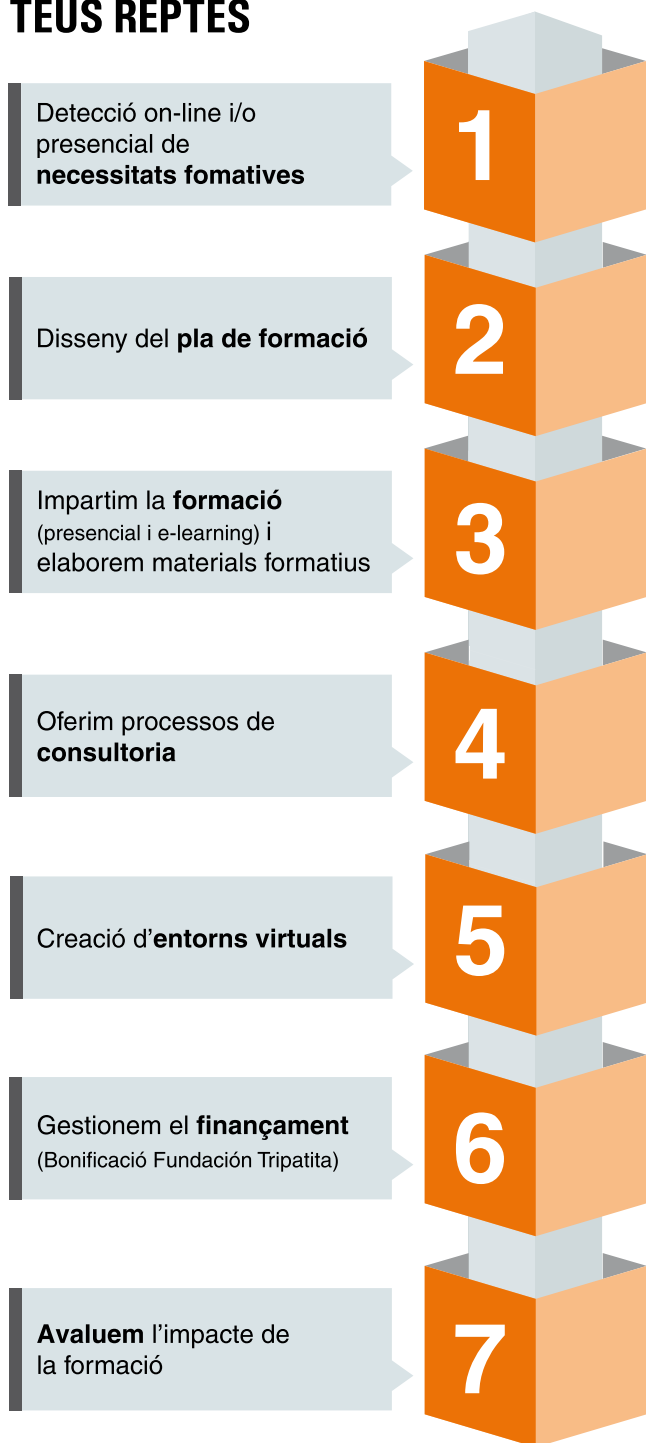 TEUS REPTES
Detecció on-line i/o
presencial de
necessitats fomatives
1
Disseny del pla de formació
2
Impartim la formació
(presencial i e-learning) i
elaborem materials formatius
3
Oferim processos de
consultoria
4
Creació d’entorns virtuals
5
Gestionem el finançament
(Bonificació Fundación Tripatita)
6
Avaluem l’impacte de
la formació
7